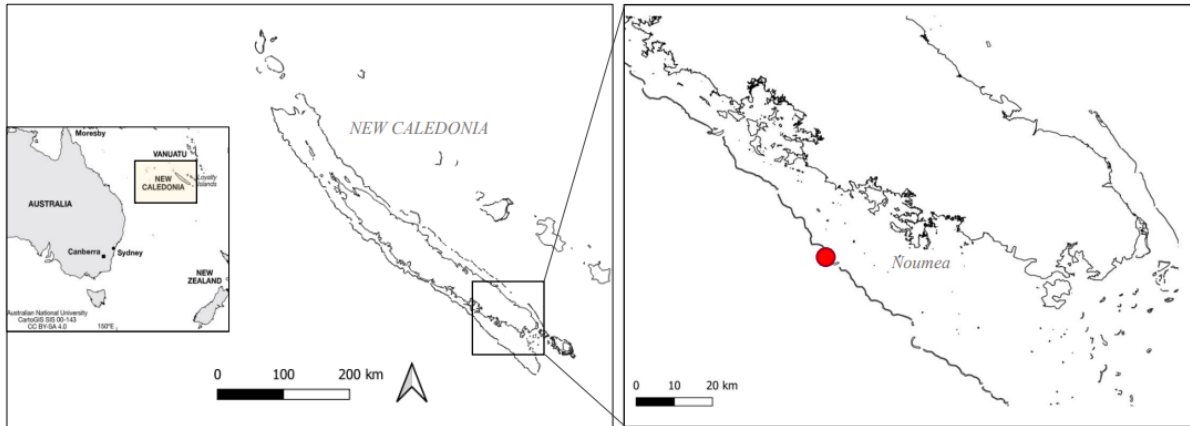 NEW CALEDONIA
Moresby
VANUATU
NEW
CALEDONIA
Loyalty
Islands
AUSTRALIA
Canberra
Sydney
NEW
ZEALAND
Australian National University
CartoGIS SIS 00-143
CC BY-SA 4.0
150°E
0 100 200 km
Noumea
0 10 20 km